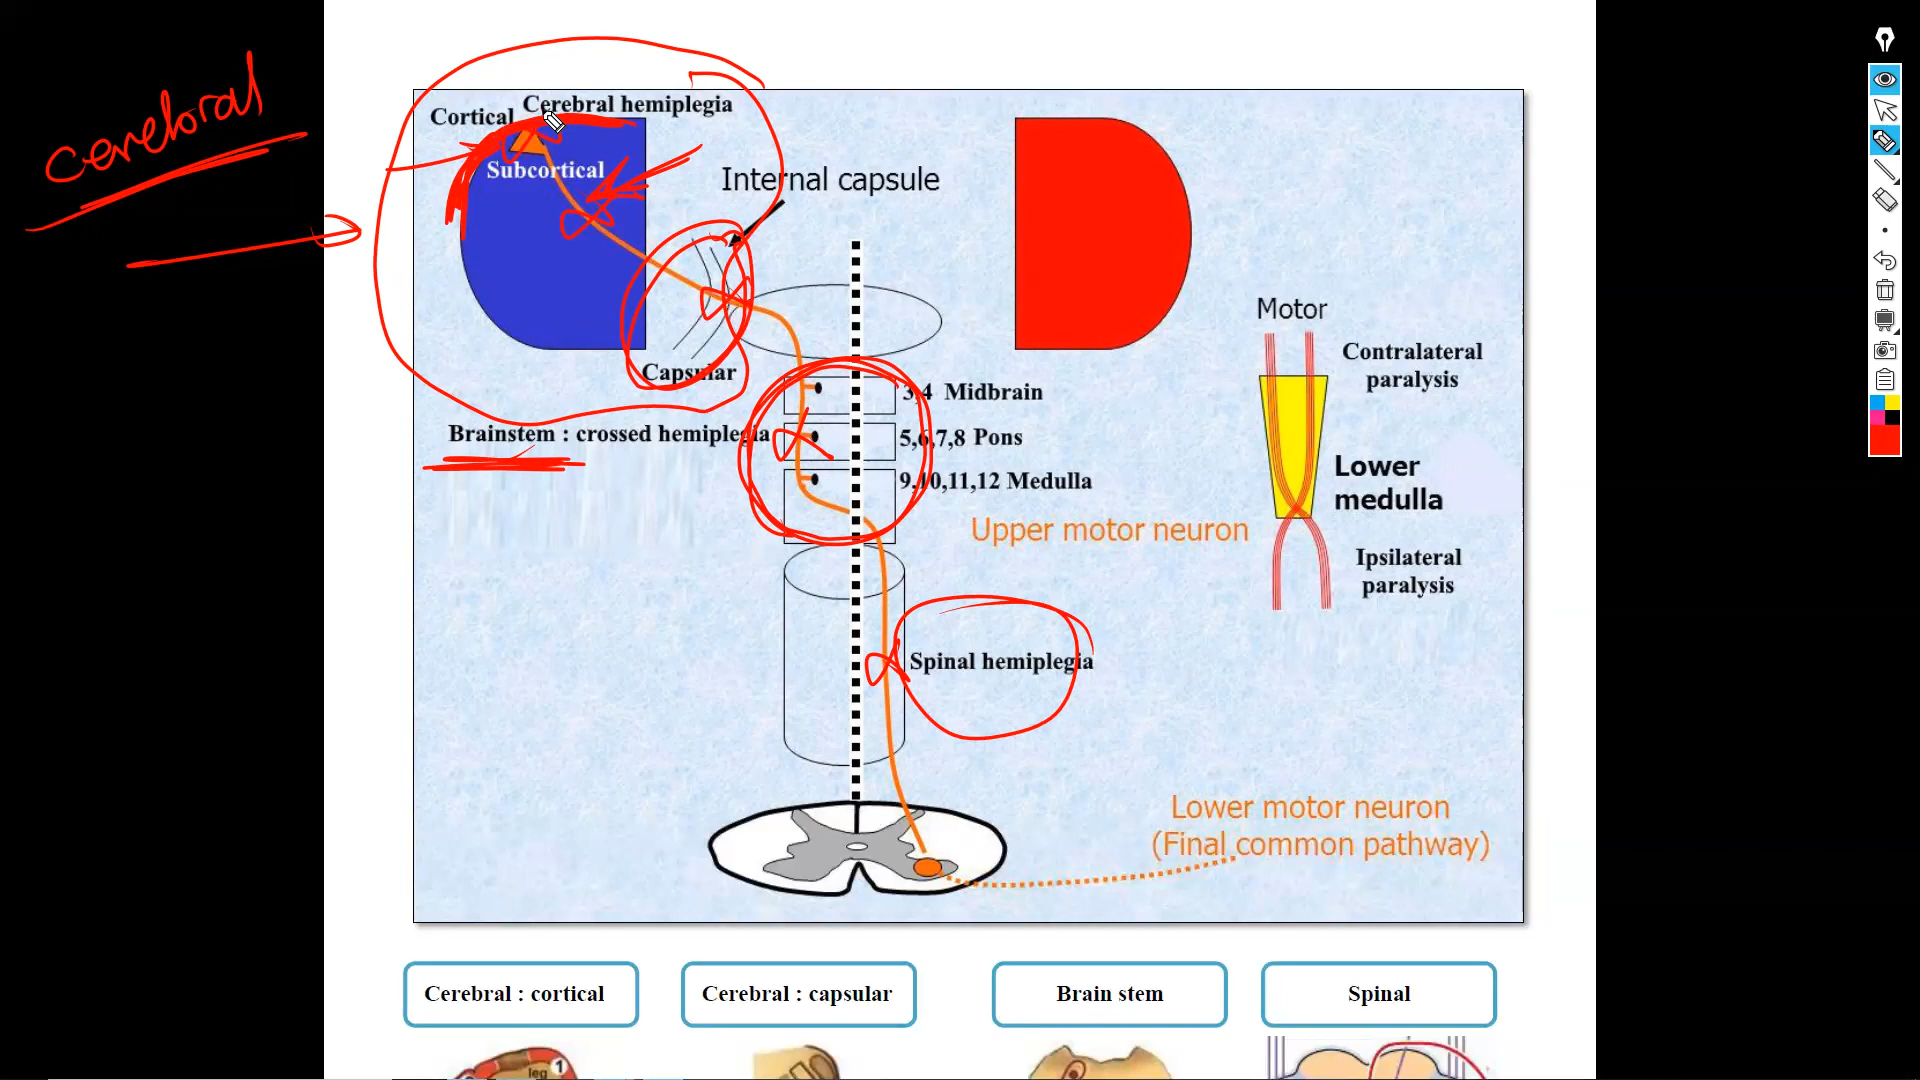 cerebral
Cerebral hemiplegia
Cortical
Subcortical
Internal capsule
Capsular
3,4 Midbrain
Brainstem : crossed hemiplegia
5,6,7,8 Pons
9,10,11,12 Medulla
Upper motor neuron
Spinal hemiplegia
Motor
Contralateral
paralysis
Lower
medulla
Ipsilateral
paralysis
Lower motor neuron
(Final common pathway)
Cerebral : cortical
Cerebral : capsular
Brain stem
Spinal
leg
1